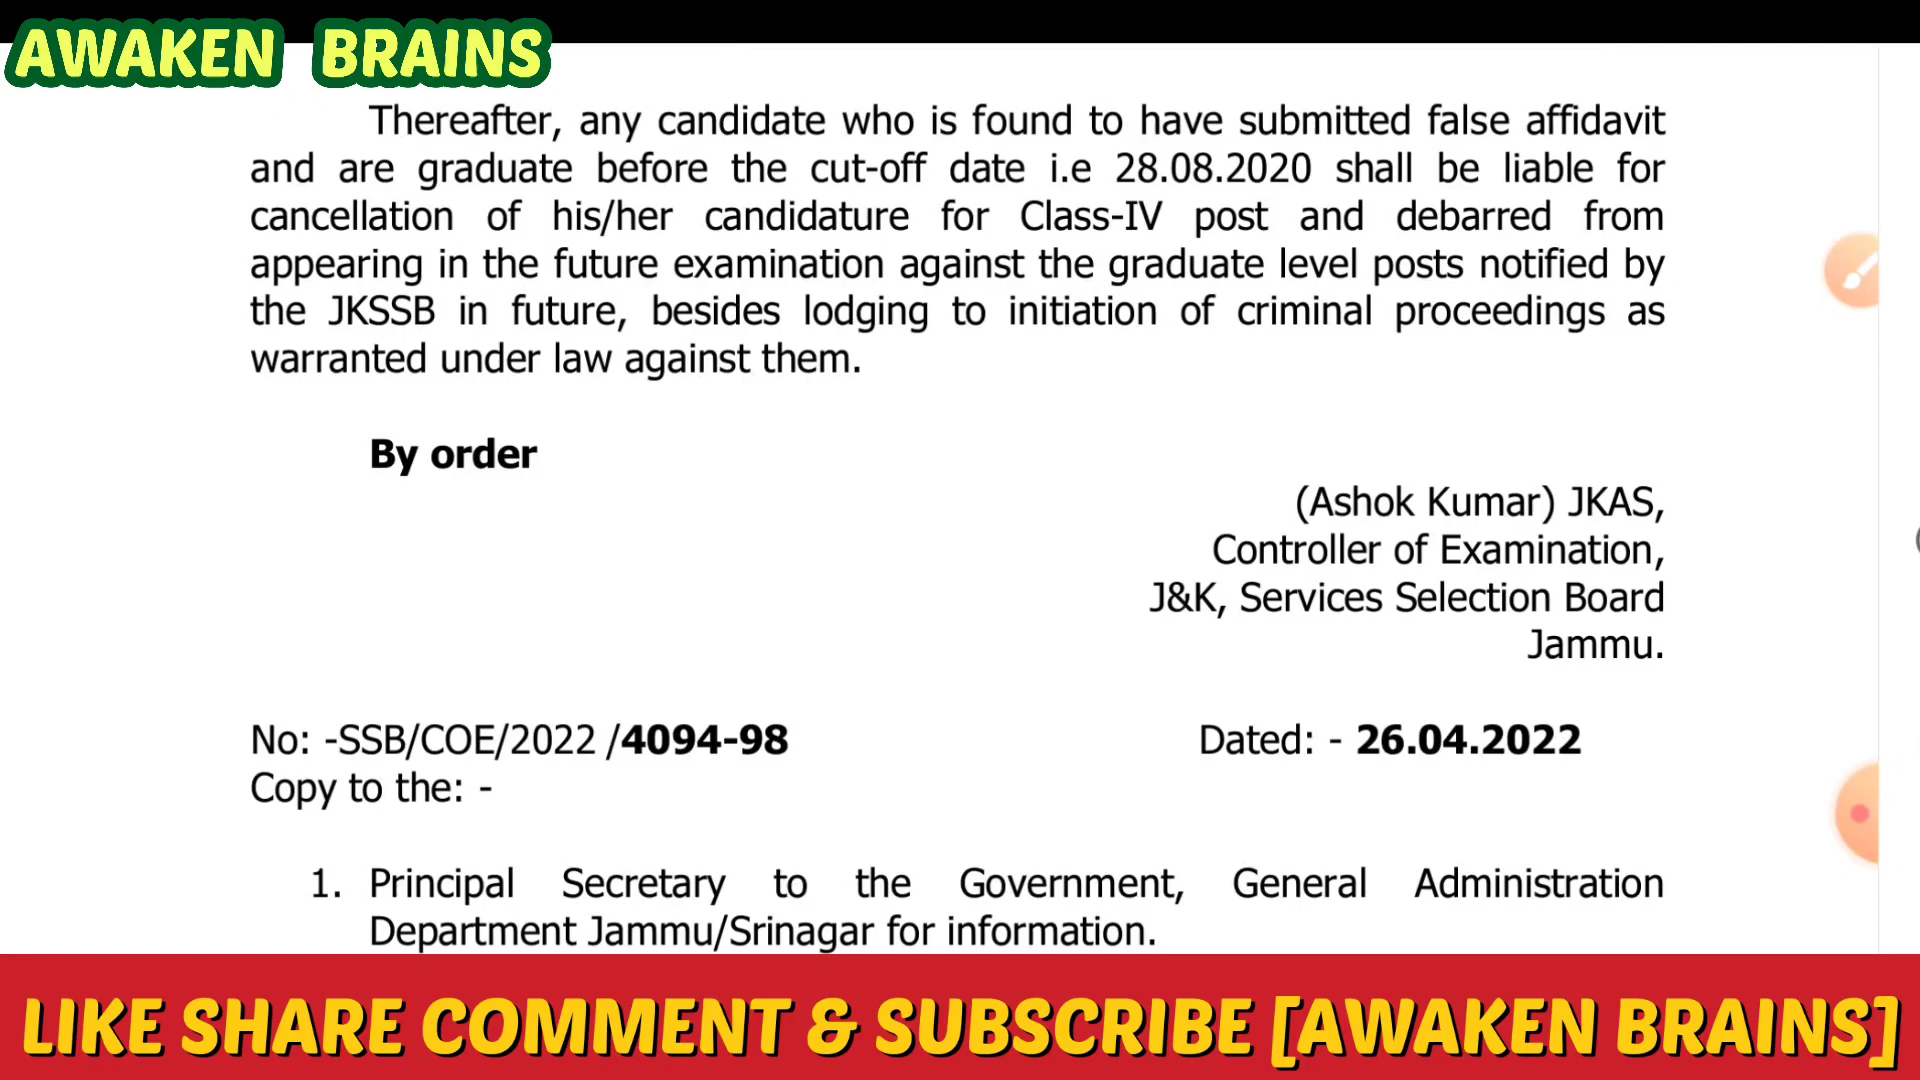 AWAKEN BRAINS
Thereafter, any candidate who is found to have submitted false affidavit
and are graduate before the cut-off date i.e 28.08.2020 shall be liable for
cancellation of his/her candidature for Class-IV post and debarred from
appearing in the future examination against the graduate level posts notified by
the JKSSB in future, besides lodging to initiation of criminal proceedings as
warranted under law against them.
By order
(Ashok Kumar) JKAS,
Controller of Examination,
J&K, Services Selection Board
Jammu.
No: -SSB/COE/2022 /4094-98 Dated: - 26.04.2022
Copy to the: -
1. Principal Secretary to the Government, General Administration
Department Jammu/Srinagar for information.
LIKE SHARE COMMENT & SUBSCRIBE [AWAKEN BRAINS]